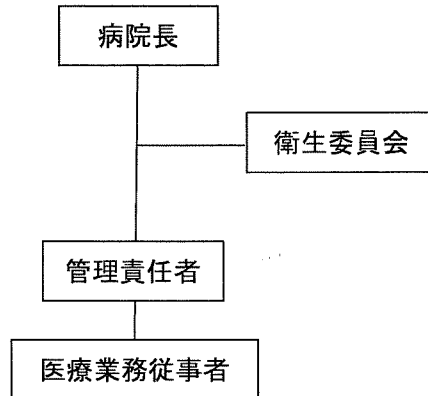 病院長
衛生委員会
管理責任者
医療業務従事者